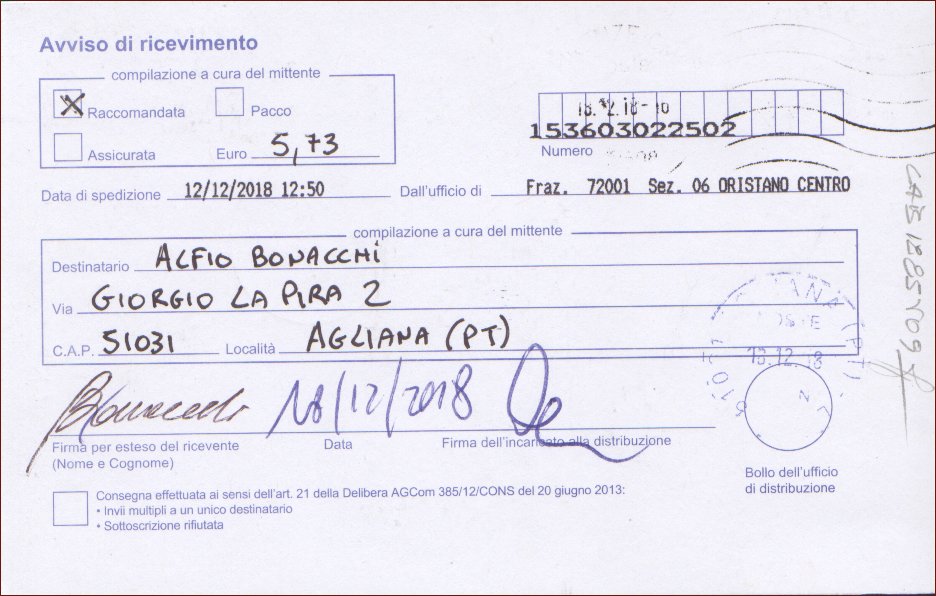 Avviso di ricevimento
compilazione a cura del mittente
X Raccomandata Pacco
Assicurata Euro 5,73
153603022502
Numero
Data di spedizione 12/12/2018 12:50 Dall'ufficio di Fraz. 72001 Sez. 06 ORISTANO CENTRO
compilazione a cura del mittente
Destinatario ALFIO BONACCHI
Via GIORGIO LA PIRA 2
C.A.P. 51031 Località AGLIANA (PT)
18/12/2018
Firma per esteso del ricevente Data Firma dell'incaricato alla distribuzione
(Nome e Cognome)
18.12.18
Bollo dell'ufficio
di distribuzione
Consegna effettuata ai sensi dell'art. 21 della Delibera AGCom 385/12/CONS del 20 giugno 2013:
• Invii multipli a un unico destinatario
• Sottoscrizione rifiutata